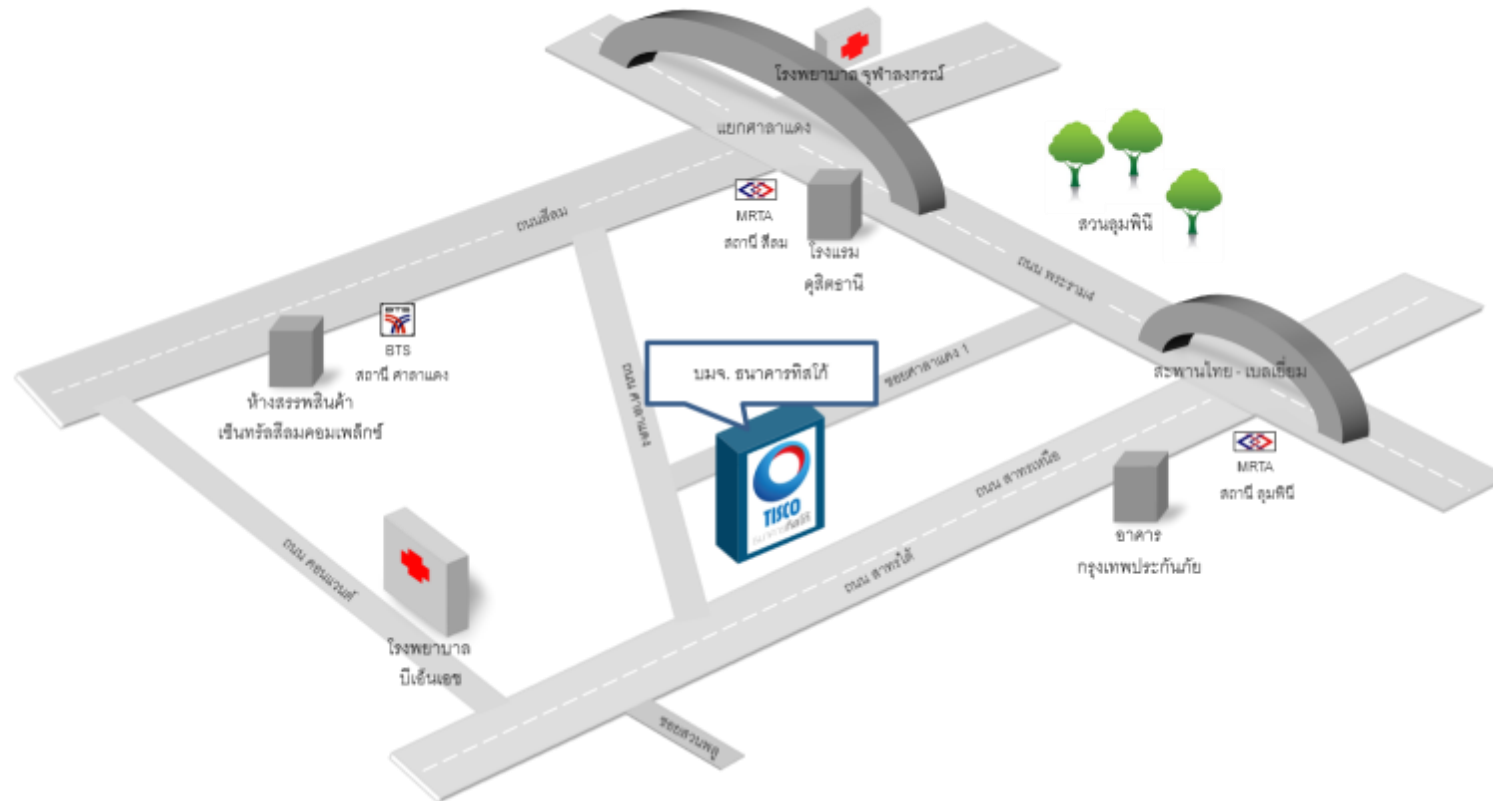 โรงพยาบาล จุฬาลงกรณ์
แยกศาลาแดง
MRTA
สถานี สีลม
โรงแรม
ดุสิตธานี
สวนลุมพินี
ถนนสีลม
ถนน พระราม4
BTS
BTS
สถานี ศาลาแดง
ห้างสรรพสินค้า
เซ็นทรัลสีลมคอมเพล็กซ์
ถนน ศาลาแดง
บมจ. ธนาคารทิสโก้
ซอยศาลาแดง 1
สะพานไทย - เบลเยี่ยม
TISCO
ธนาคารทิสโก้
ถนน สาทรเหนือ
ถนน สาทรใต้
MRTA
สถานี ลุมพินี
อาคาร
กรุงเทพประกันภัย
ถนน คอนแวนต์
โรงพยาบาล
บีเอ็นเอช
ซอยสวนพลู